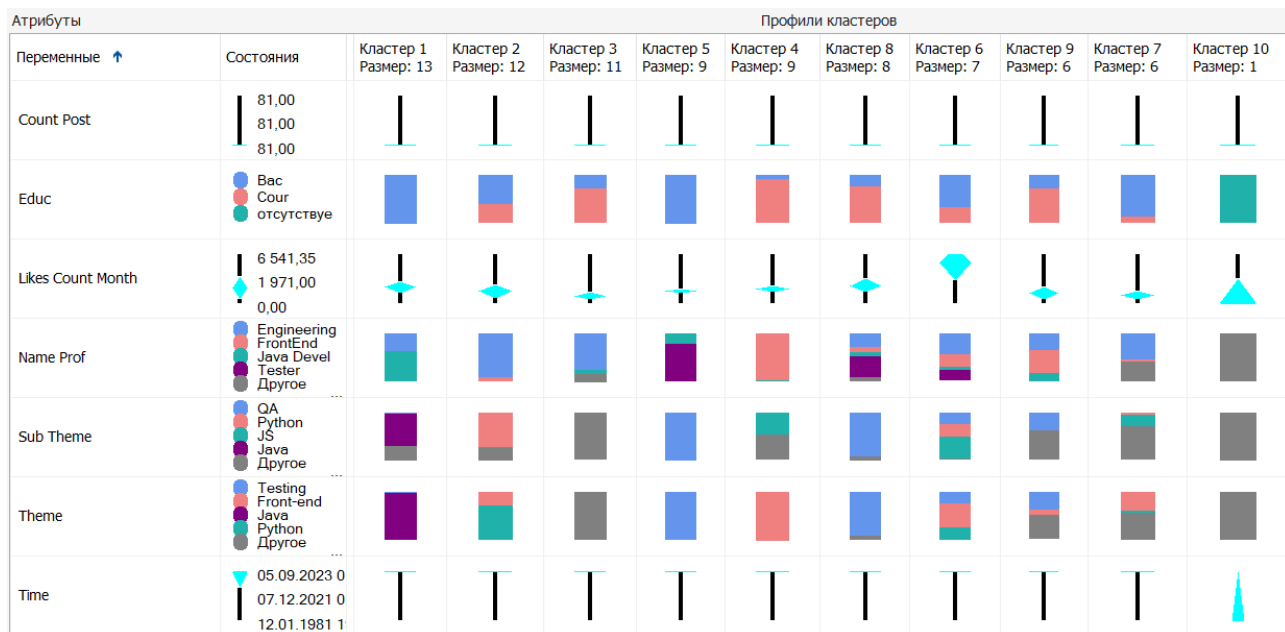 Атрибуты Профили кластеров
Переменные Состояния Кластер 1 Кластер 2 Кластер 3 Кластер 5 Кластер 4 Кластер 8 Кластер 6 Кластер 9 Кластер 7 Кластер 10
Размер: 13 Размер: 12 Размер: 11 Размер: 9 Размер: 9 Размер: 8 Размер: 7 Размер: 6 Размер: 6 Размер: 1
Count Post
81,00
81,00
81,00
Educ
Bac
Cour
отсутствуе
Likes Count Month
6 541,35
1 971,00
0,00
Name Prof
Engineering
FrontEnd
Java Devel
Tester
Другое
...
Sub Theme
QA
Python
JS
Java
Другое
...
Theme
Testing
Front-end
Java
Python
Другое
...
Time
05.09.2023 0
07.12.2021 0
12.01.1981 1